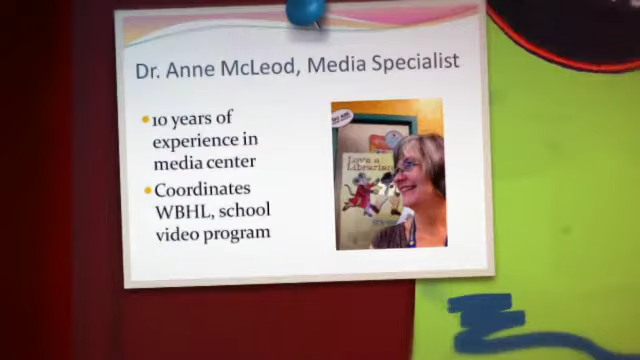 Dr. Anne McLeod, Media Specialist
10 years of
experience in
media center
Coordinates
WBHL, school
video program
Love a
Librarian